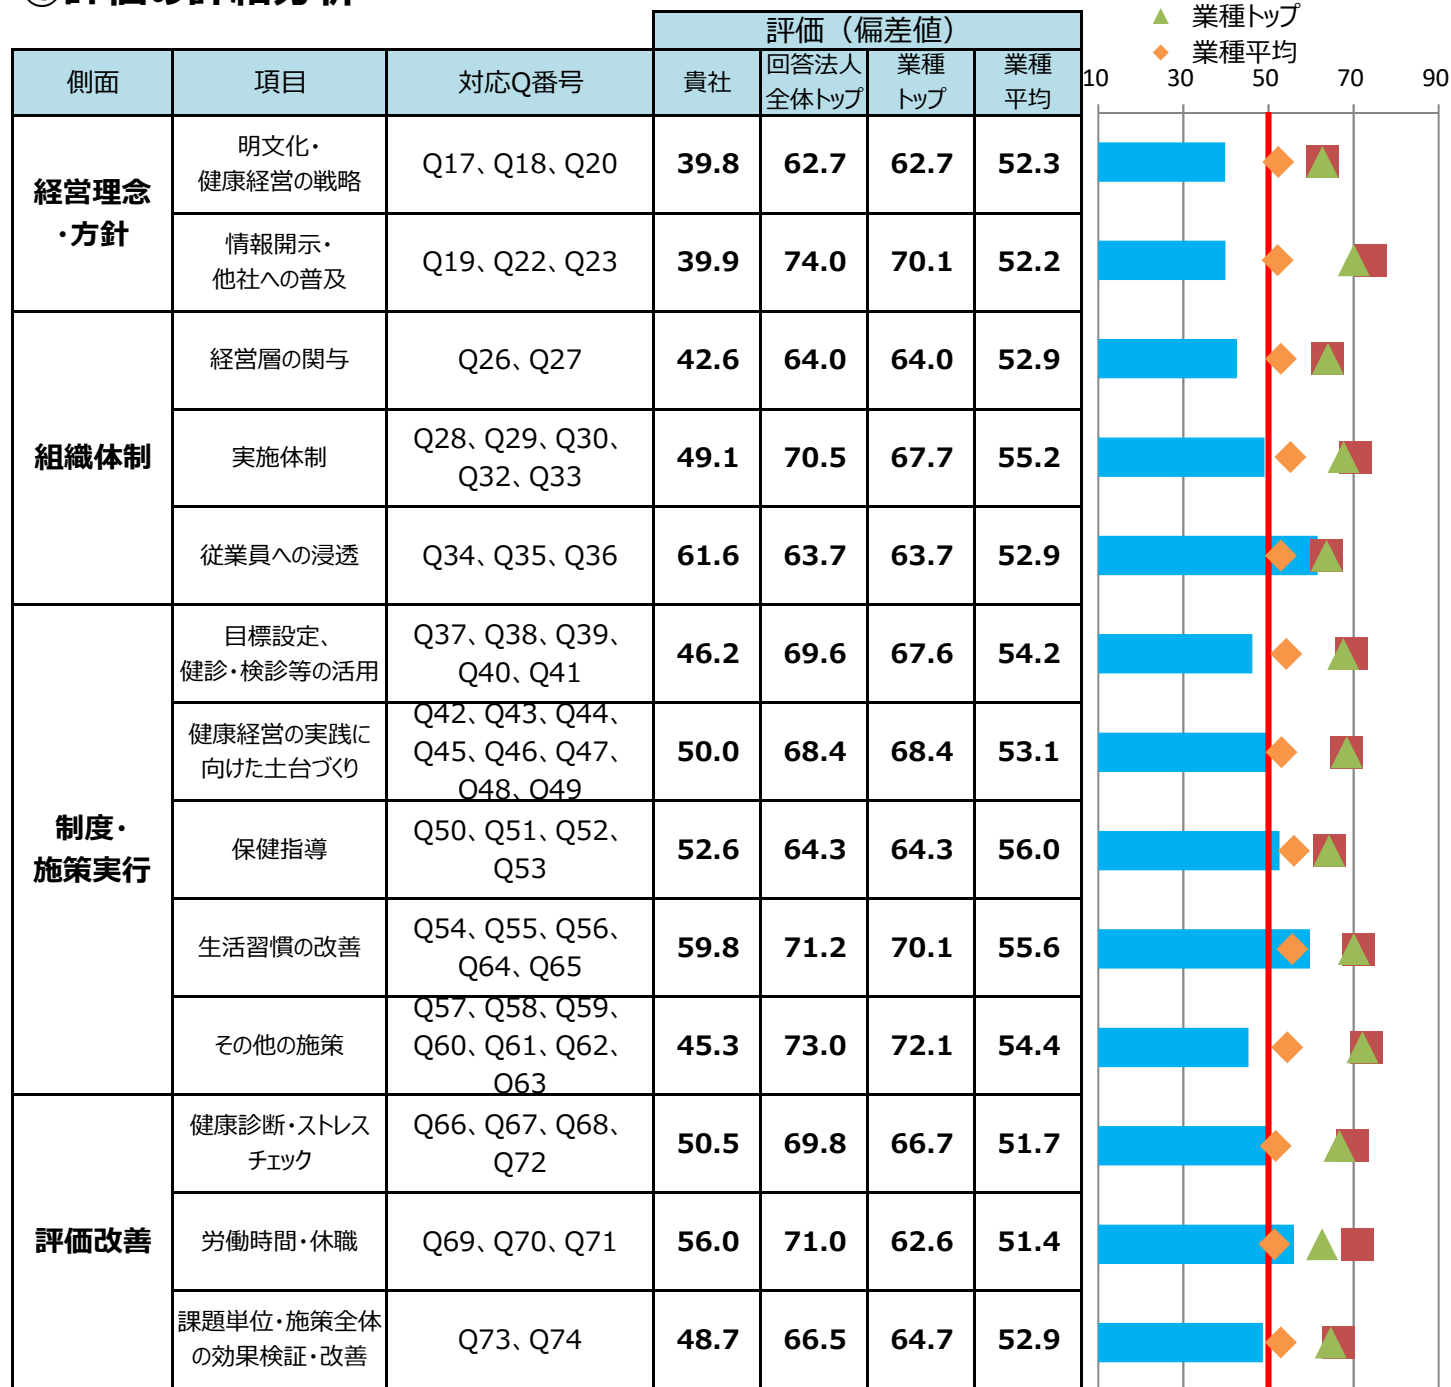 ①評価の詳細分析
▲ 業種トップ
◆ 業種平均
評価（偏差値）
側面 項目 対応Q番号 貴社 回答法人 業種 業種
全体トップ トップ 平均
10 30 50 70 90
経営理念
・方針
明文化・
健康経営の戦略
Q17、Q18、Q20 39.8 62.7 62.7 52.3
情報開示・
他社への普及
Q19、Q22、Q23 39.9 74.0 70.1 52.2
組織体制
経営層の関与 Q26、Q27 42.6 64.0 64.0 52.9
実施体制
Q28、Q29、Q30、
Q32、Q33
49.1 70.5 67.7 55.2
従業員への浸透 Q34、Q35、Q36 61.6 63.7 63.7 52.9
制度・
施策実行
目標設定、
健診・検診等の活用
Q37、Q38、Q39、
Q40、Q41
46.2 69.6 67.6 54.2
健康経営の実践に
向けた土台づくり
Q42、Q43、Q44、
Q45、Q46、Q47、
Q48、Q49
50.0 68.4 68.4 53.1
保健指導
Q50、Q51、Q52、
Q53
52.6 64.3 64.3 56.0
生活習慣の改善
Q54、Q55、Q56、
Q64、Q65
59.8 71.2 70.1 55.6
その他の施策
Q57、Q58、Q59、
Q60、Q61、Q62、
Q63
45.3 73.0 72.1 54.4
評価改善
健康診断・ストレス
チェック
Q66、Q67、Q68、
Q72
50.5 69.8 66.7 51.7
労働時間・休職 Q69、Q70、Q71 56.0 71.0 62.6 51.4
課題単位・施策全体
の効果検証・改善
Q73、Q74 48.7 66.5 64.7 52.9